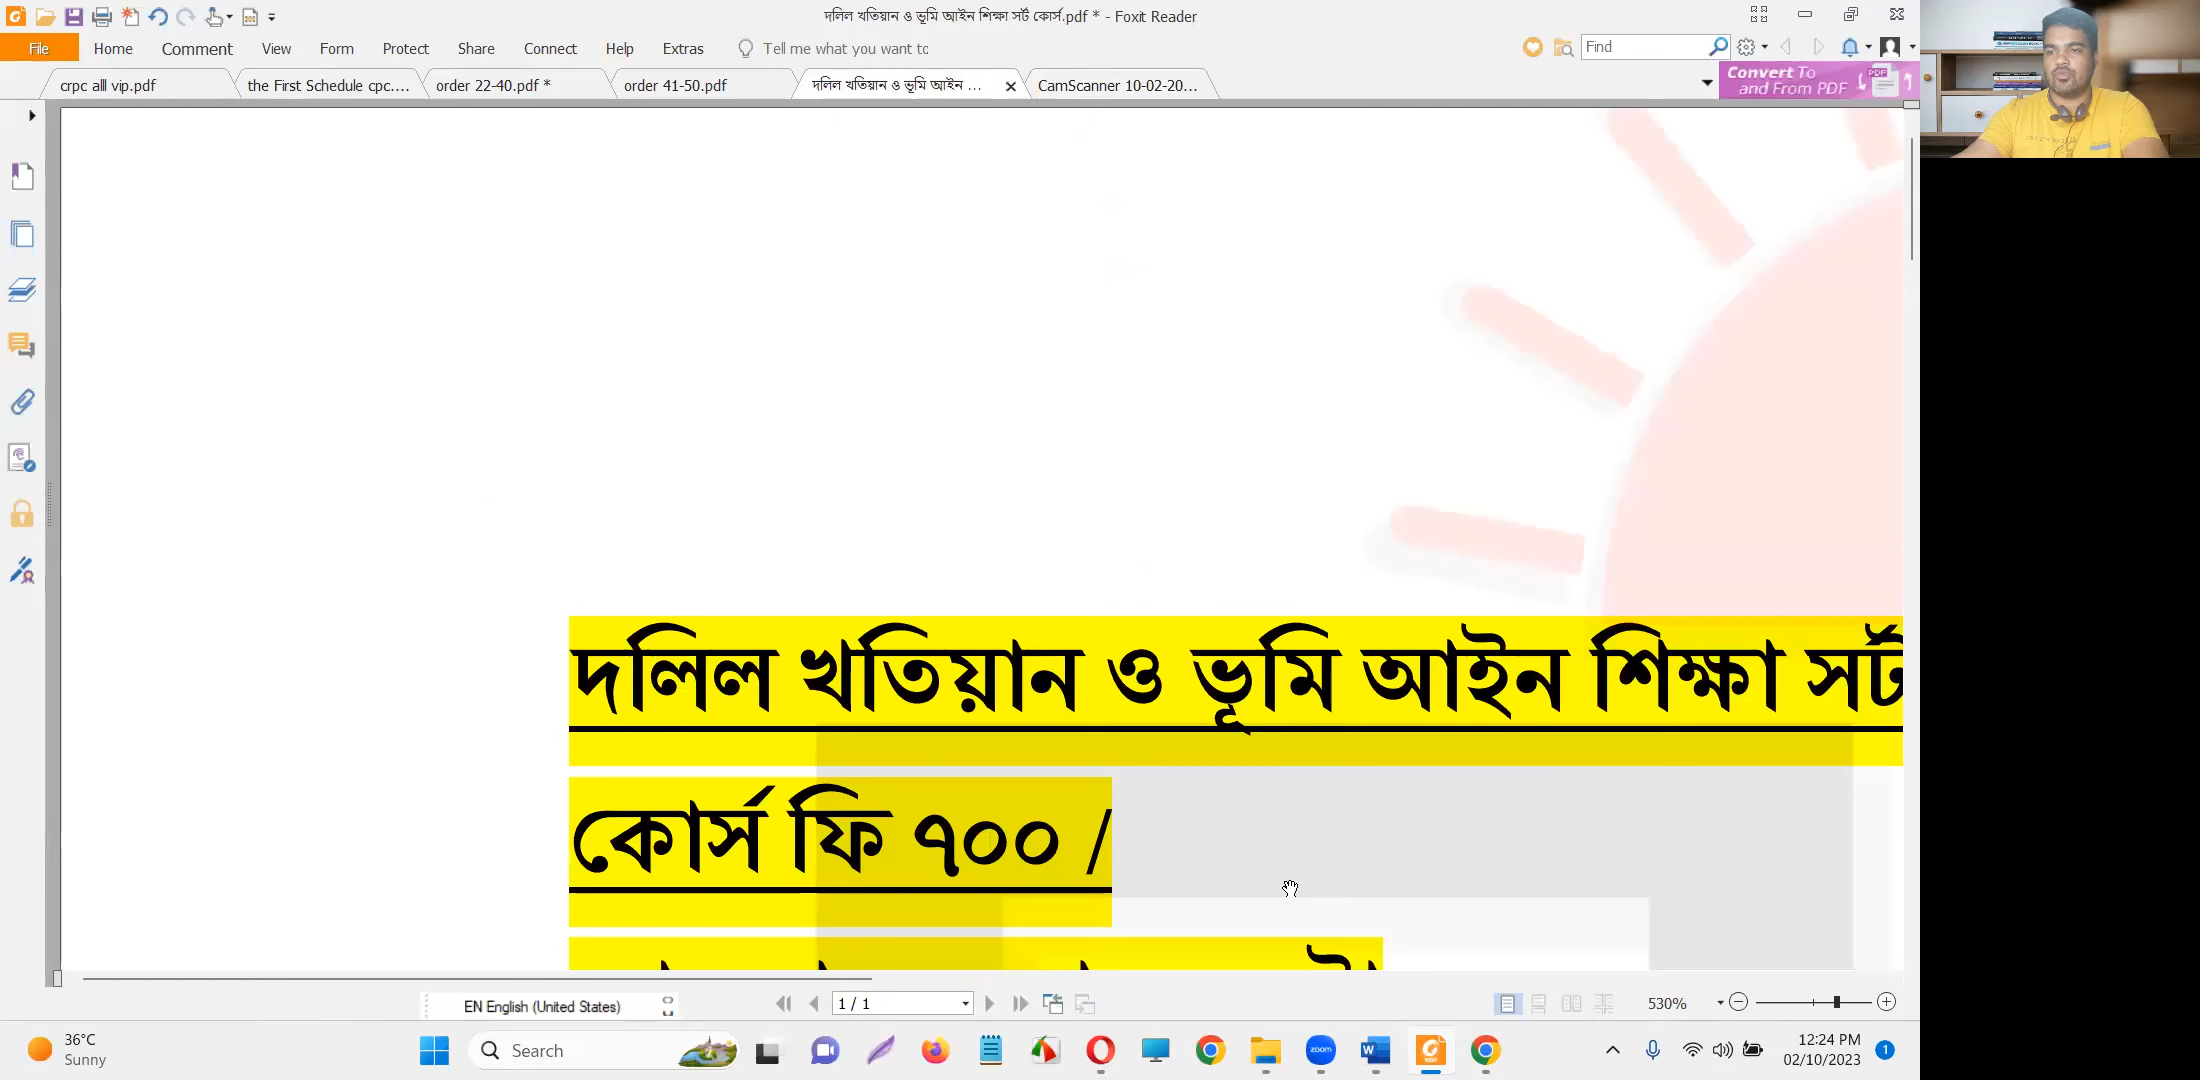 দলিল খতিয়ান ও ভূমি আইন শিক্ষা সর্ট কোর্স.pdf * - Foxit Reader
File Home Comment View Form Protect Share Connect Help Extras Tell me what you want to Find
crpc all vip.pdf the First Schedule cpc.... order 22-40.pdf * order 41-50.pdf দলিল খতিয়ান ও ভূমি আইন ... CamScanner 10-02-20...
Convert To
and From PDF
PDF
দলিল খতিয়ান ও ভূমি আইন শিক্ষা সর্ট
কোর্স ফি ৭০০ /
EN English (United States) 1 / 1 530%
36°C
Sunny
Search
zoom
12:24 PM
02/10/2023
1